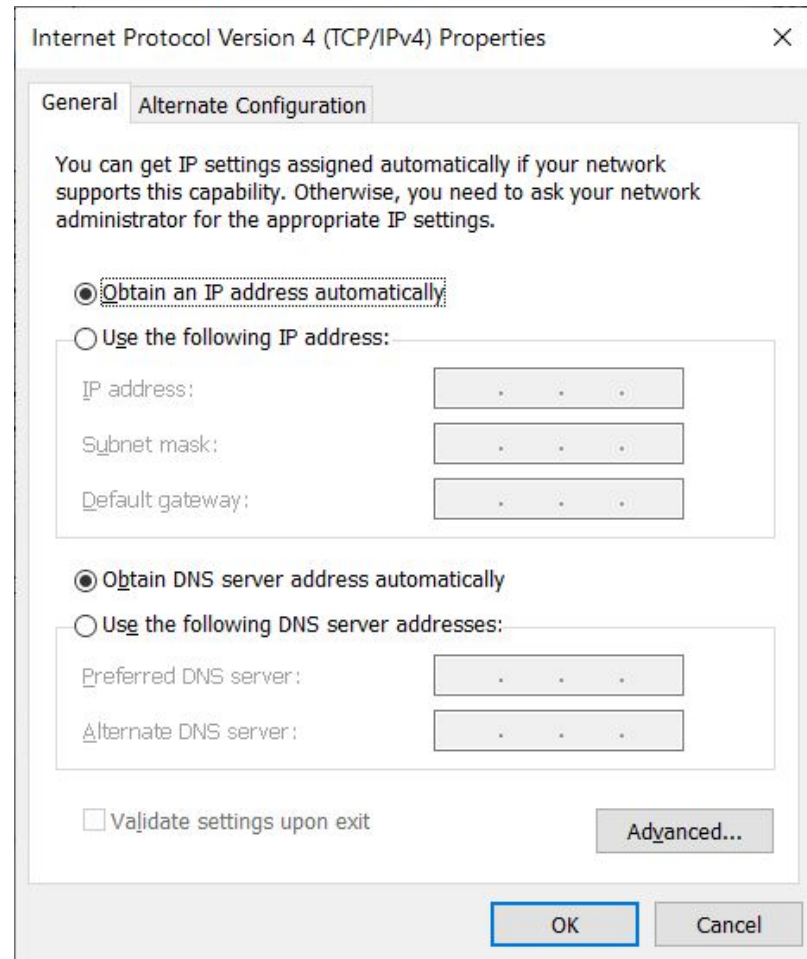 Internet Protocol Version 4 (TCP/IPv4) Properties
General
Alternate Configuration
You can get IP settings assigned automatically if your network
supports this capability. Otherwise, you need to ask your network
administrator for the appropriate IP settings.
Obtain an IP address automatically
Use the following IP address:
IP address:
Subnet mask:
Default gateway:
Obtain DNS server address automatically
Use the following DNS server addresses:
Preferred DNS server:
Alternate DNS server:
Validate settings upon exit
Advanced...
OK
Cancel